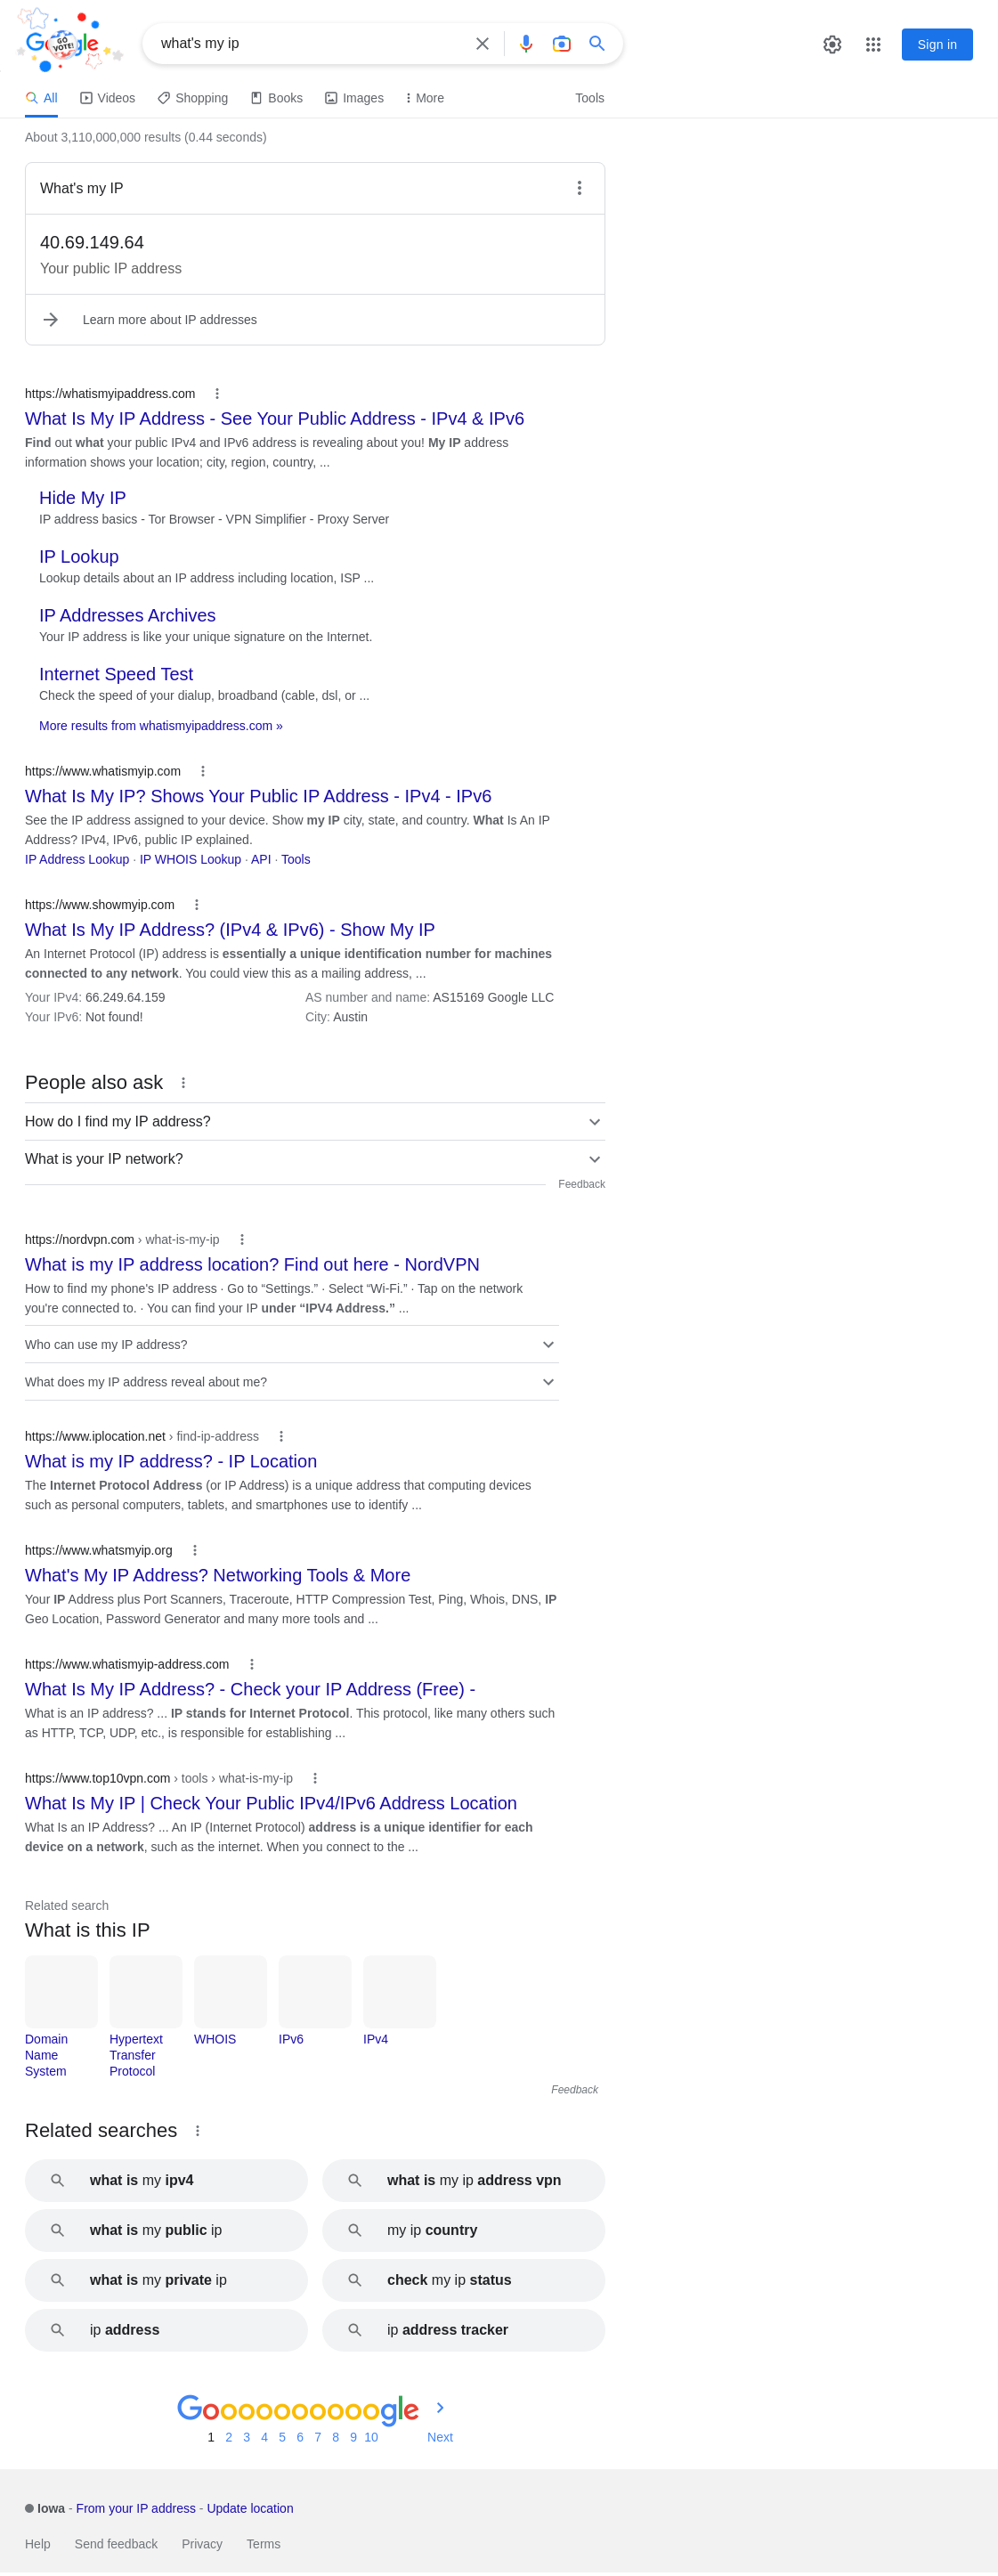 GO VOTE!
what's my ip
Sign in
All Videos Shopping Books Images More Tools
About 3,110,000,000 results (0.44 seconds)
What's my IP
40.69.149.64
Your public IP address
Learn more about IP addresses
https://whatismyipaddress.com
What Is My IP Address - See Your Public Address - IPv4 & IPv6
Find out what your public IPv4 and IPv6 address is revealing about you! My IP address
information shows your location; city, region, country, ...
Hide My IP
IP address basics - Tor Browser - VPN Simplifier - Proxy Server
IP Lookup
Lookup details about an IP address including location, ISP ...
IP Addresses Archives
Your IP address is like your unique signature on the Internet.
Internet Speed Test
Check the speed of your dialup, broadband (cable, dsl, or ...
More results from whatismyipaddress.com »
https://www.whatismyip.com
What Is My IP? Shows Your Public IP Address - IPv4 - IPv6
See the IP address assigned to your device. Show my IP city, state, and country. What Is An IP
Address? IPv4, IPv6, public IP explained.
IP Address Lookup · IP WHOIS Lookup · API · Tools
https://www.showmyip.com
What Is My IP Address? (IPv4 & IPv6) - Show My IP
An Internet Protocol (IP) address is essentially a unique identification number for machines
connected to any network. You could view this as a mailing address, ...
Your IPv4: 66.249.64.159 AS number and name: AS15169 Google LLC
Your IPv6: Not found! City: Austin
People also ask
How do I find my IP address?
What is your IP network?
Feedback
https://nordvpn.com › what-is-my-ip
What is my IP address location? Find out here - NordVPN
How to find my phone's IP address · Go to “Settings.” · Select “Wi-Fi.” · Tap on the network
you're connected to. · You can find your IP under “IPV4 Address.” ...
Who can use my IP address?
What does my IP address reveal about me?
https://www.iplocation.net › find-ip-address
What is my IP address? - IP Location
The Internet Protocol Address (or IP Address) is a unique address that computing devices
such as personal computers, tablets, and smartphones use to identify ...
https://www.whatsmyip.org
What's My IP Address? Networking Tools & More
Your IP Address plus Port Scanners, Traceroute, HTTP Compression Test, Ping, Whois, DNS, IP
Geo Location, Password Generator and many more tools and ...
https://www.whatismyip-address.com
What Is My IP Address? - Check your IP Address (Free) -
What is an IP address? ... IP stands for Internet Protocol. This protocol, like many others such
as HTTP, TCP, UDP, etc., is responsible for establishing ...
https://www.top10vpn.com › tools › what-is-my-ip
What Is My IP | Check Your Public IPv4/IPv6 Address Location
What Is an IP Address? ... An IP (Internet Protocol) address is a unique identifier for each
device on a network, such as the internet. When you connect to the ...
Related search
What is this IP
Domain Name System
Hypertext Transfer Protocol
WHOIS
IPv6
IPv4
Feedback
Related searches
what is my ipv4
what is my ip address vpn
what is my public ip
my ip country
what is my private ip
check my ip status
ip address
ip address tracker
Goooooooooogle
1 2 3 4 5 6 7 8 9 10 Next
Iowa - From your IP address - Update location
Help Send feedback Privacy Terms